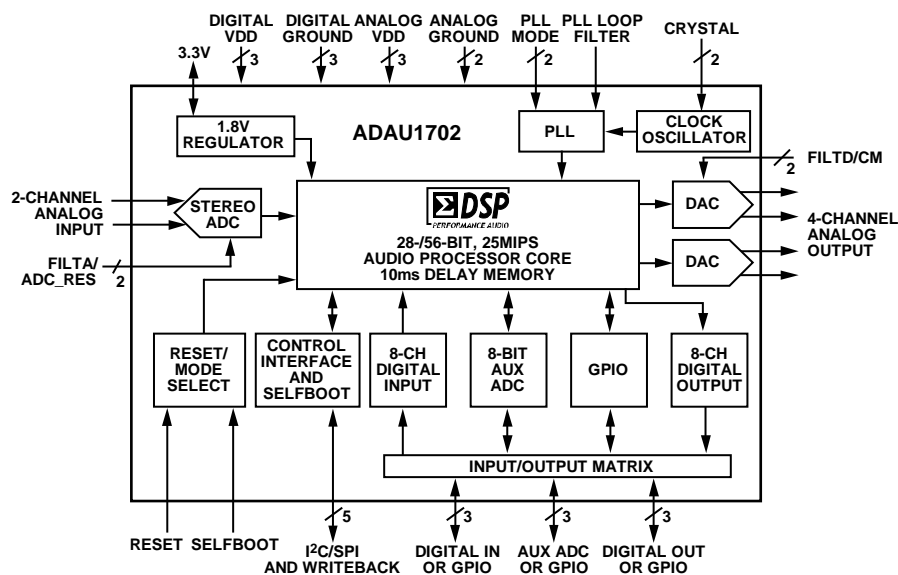 DIGITAL VDD
DIGITAL GROUND
ANALOG VDD
ANALOG GROUND
PLL MODE
PLL LOOP FILTER
CRYSTAL
3.3V
3
3
3
2
2
2
1.8V REGULATOR
ADAU1702
PLL
CLOCK OSCILLATOR
FILTD/CM
2
2-CHANNEL ANALOG INPUT
STEREO ADC
ΣDSP
PERFORMANCE AUDIO
28-/56-BIT, 25MIPS
AUDIO PROCESSOR CORE
10ms DELAY MEMORY
DAC
4-CHANNEL ANALOG OUTPUT
DAC
FILTA/ ADC_RES
2
RESET/ MODE SELECT
CONTROL INTERFACE AND SELFBOOT
8-CH DIGITAL INPUT
8-BIT AUX ADC
GPIO
8-CH DIGITAL OUTPUT
INPUT/OUTPUT MATRIX
5
3
3
3
RESET
SELFBOOT
I2C/SPI AND WRITEBACK
DIGITAL IN OR GPIO
AUX ADC OR GPIO
DIGITAL OUT OR GPIO